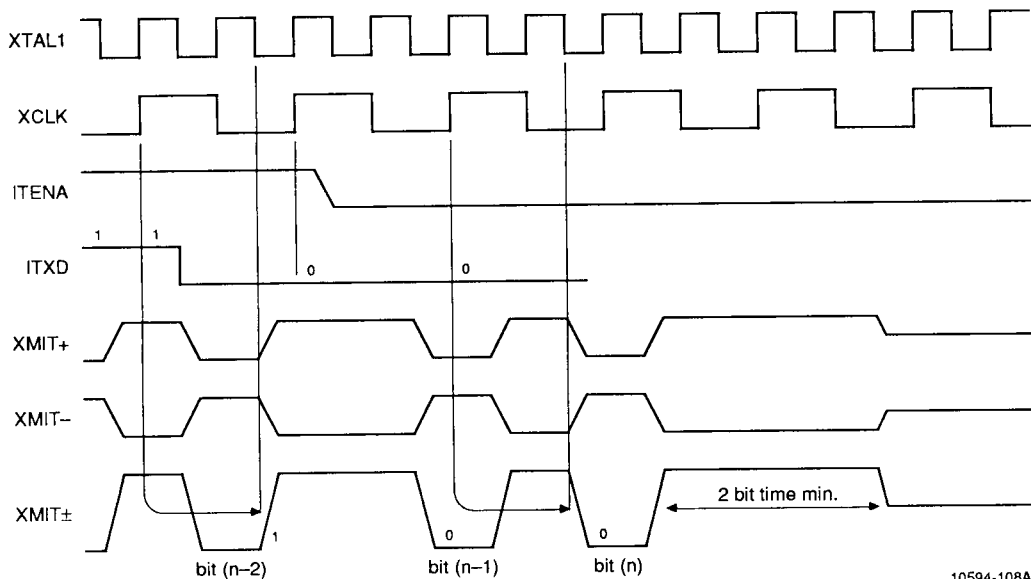 XTAL1
XCLK
ITENA
1 1
ITXD
0 0
XMIT+
XMIT−
XMIT±
2 bit time min.
1 0 0
bit (n−2) bit (n−1) bit (n)
10594-108A